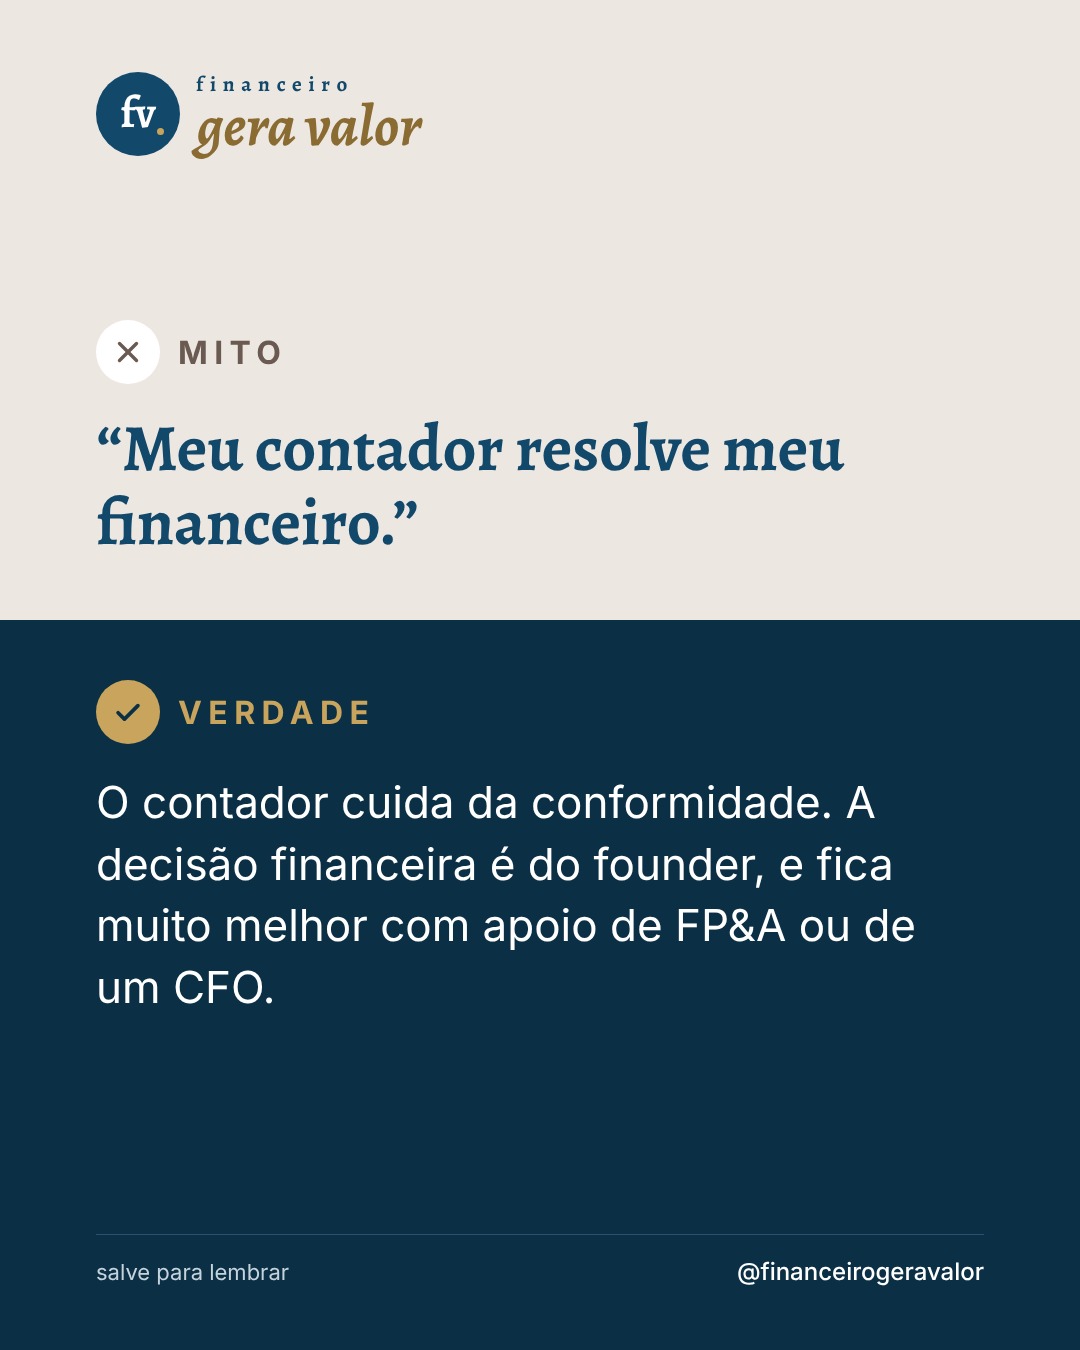 fv.
financeiro
gera valor
MITO
“Meu contador resolve meu
financeiro.”
VERDADE
O contador cuida da conformidade. A
decisão financeira é do founder, e fica
muito melhor com apoio de FP&A ou de
um CFO.
salve para lembrar
@financeirogeravalor